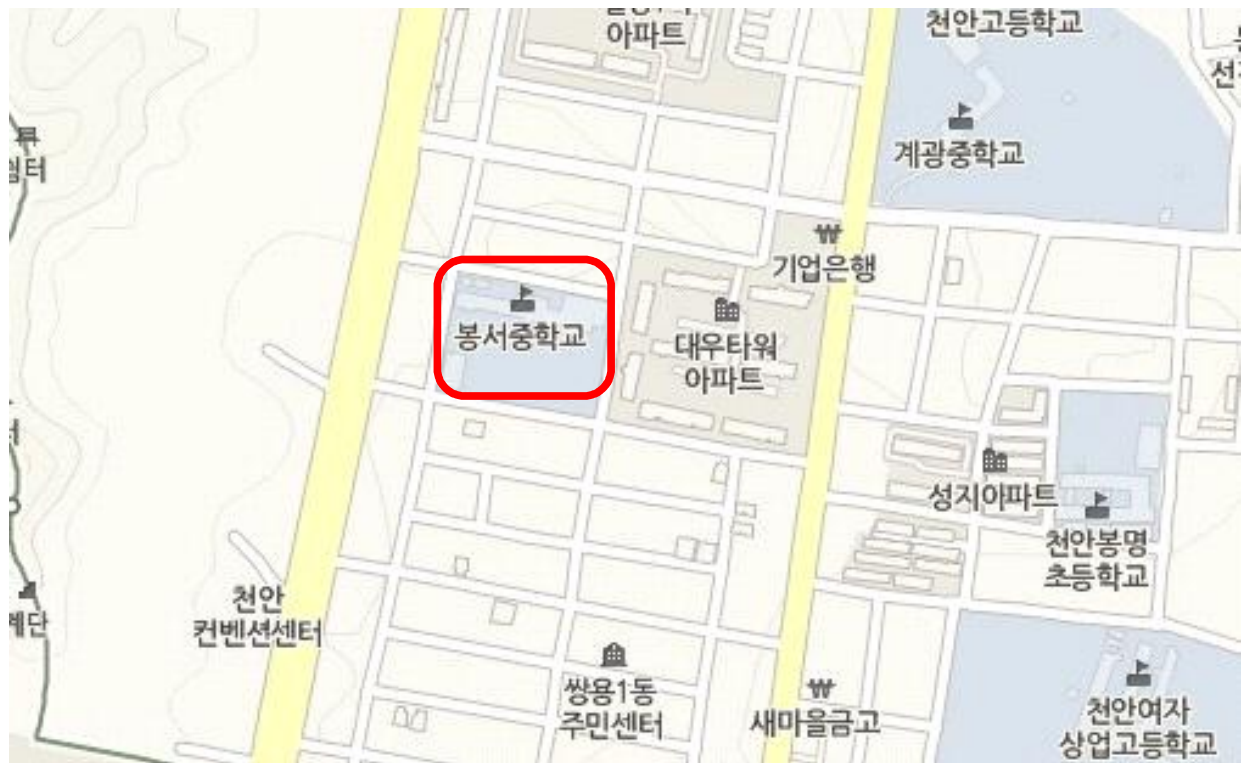 아파트
천안고등학교
선
계광중학교
기업은행
봉서중학교
대우타워
아파트
성지아파트
천안봉명
초등학교
천안
컨벤션센터
계단
쌍용1동
주민센터
새마을금고
천안여자
상업고등학교